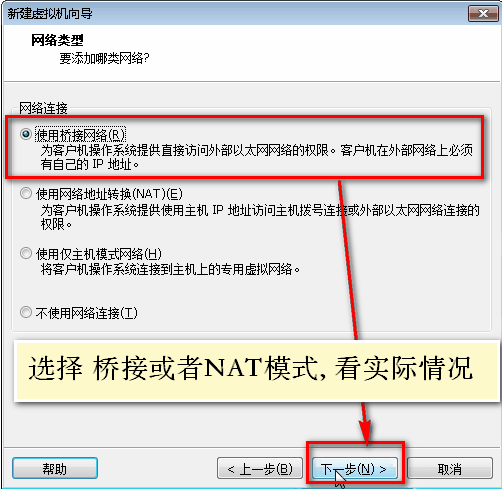 新建虚拟机向导
网络类型
要添加哪类网络?
网络连接
使用桥接网络(R)
为客户机操作系统提供直接访问外部以太网网络的权限。客户机在外部网络上必须
有自己的 IP 地址。
使用网络地址转换(NAT)(E)
为客户机操作系统提供使用主机 IP 地址访问主机拨号连接或外部以太网网络连接的
权限。
使用仅主机模式网络(H)
将客户机操作系统连接到主机上的专用虚拟网络。
不使用网络连接(T)
选择 桥接或者NAT模式, 看实际情况
帮助
< 上一步(B)
下一步(N) >
取消